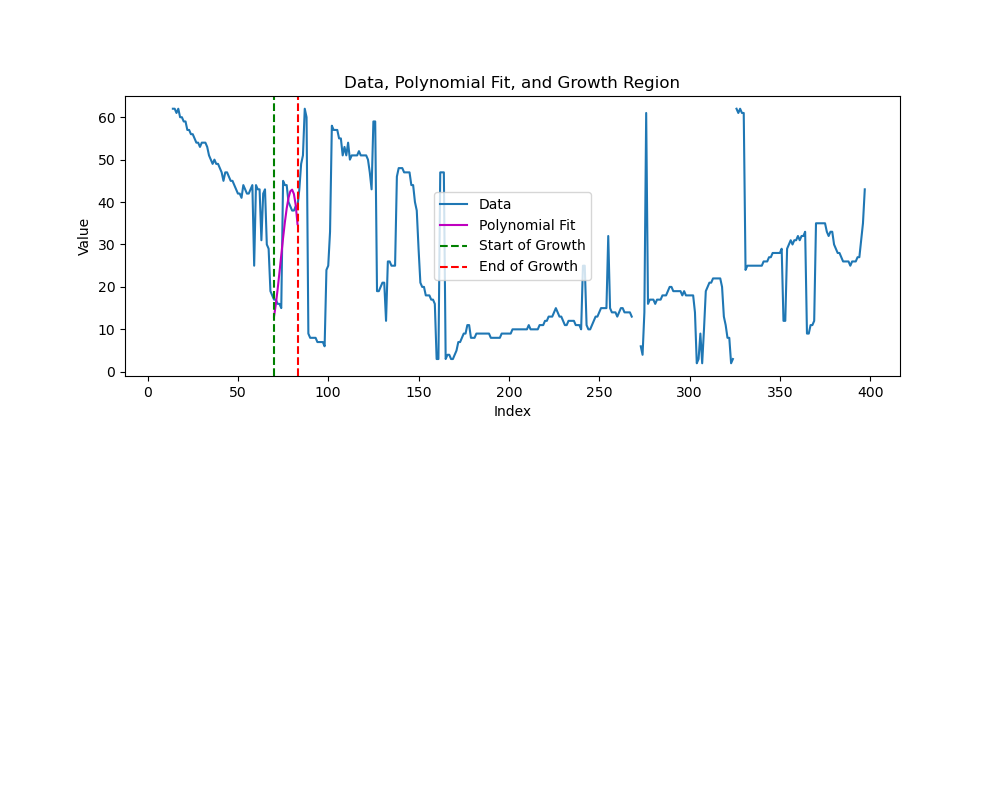 Data, Polynomial Fit, and Growth Region
Value
60
50
40
30
20
10
0
Data
Polynomial Fit
Start of Growth
End of Growth
0 50 100 150 200 250 300 350 400
Index